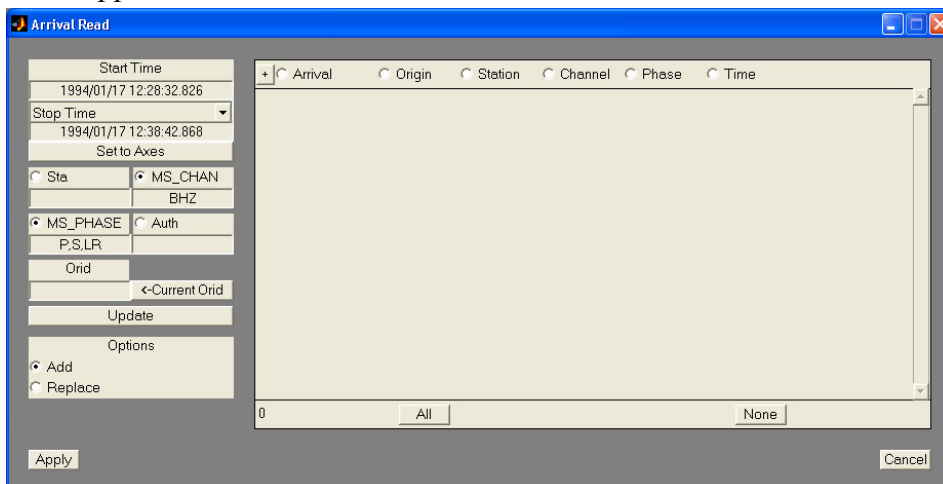 Arrival Read
Start Time
1994/01/17 12:28:32.826
Stop Time
1994/01/17 12:38:42.868
Set to Axes
Sta MS_CHAN
BHZ
MS_PHASE Auth
P,S,LR
Orid
<-Current Orid
Update
Options
Add
Replace
+ Arrival Origin Station Channel Phase Time
0 All None
Apply Cancel